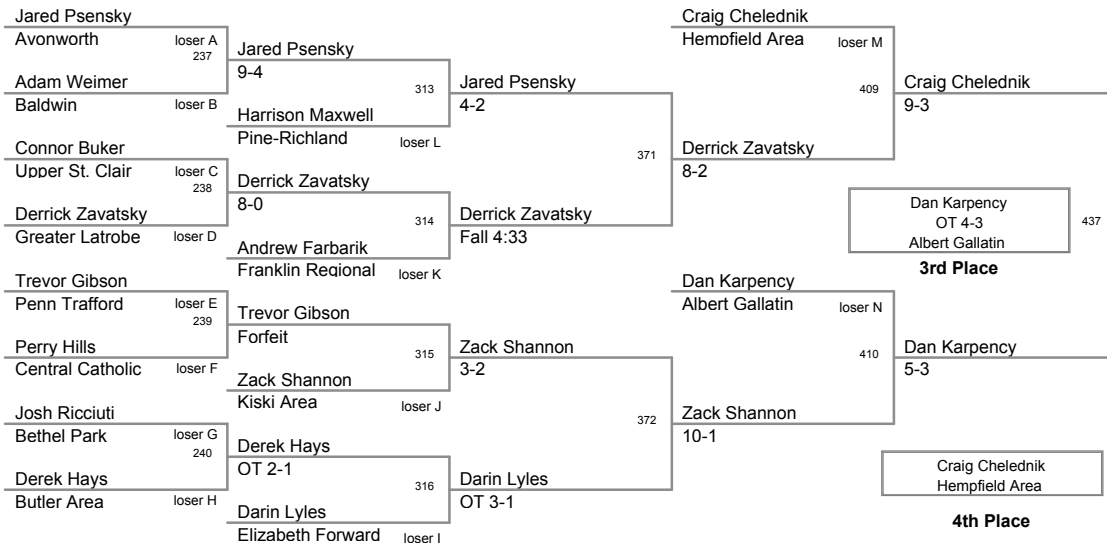 Jared Psensky
Avonworth
loser A
237
Adam Weimer
Baldwin
loser B
Connor Buker
Upper St. Clair
loser C
238
Derrick Zavatsky
Greater Latrobe
loser D
Trevor Gibson
Penn Trafford
loser E
239
Perry Hills
Central Catholic
loser F
Josh Ricciuti
Bethel Park
loser G
240
Derek Hays
Butler Area
loser H
Jared Psensky
9-4
313
Harrison Maxwell
Pine-Richland
loser L
Derrick Zavatsky
8-0
314
Andrew Farbarik
Franklin Regional
loser K
Trevor Gibson
Forfeit
315
Zack Shannon
Kiski Area
loser J
Derek Hays
OT 2-1
316
Darin Lyles
Elizabeth Forward
loser I
Jared Psensky
4-2
371
Derrick Zavatsky
Fall 4:33
Zack Shannon
3-2
372
Darin Lyles
OT 3-1
Craig Chelednik
Hempfield Area
loser M
409
Derrick Zavatsky
8-2
Dan Karpency
Albert Gallatin
loser N
410
Zack Shannon
10-1
Craig Chelednik
9-3
Dan Karpency
OT 4-3
Albert Gallatin
437
3rd Place
Dan Karpency
5-3
Craig Chelednik
Hempfield Area
4th Place